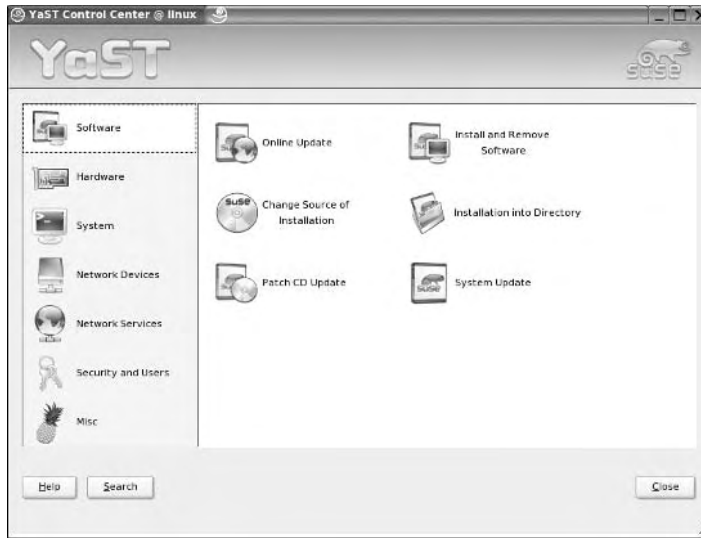 YaST Control Center @ linux
YaST
suse
Software
Hardware
System
Network Devices
Network Services
Security and Users
Misc
Online Update
Install and Remove
Software
suse
Change Source of
Installation
Installation into Directory
Patch CD Update
suse
System Update
Help
Search
Close